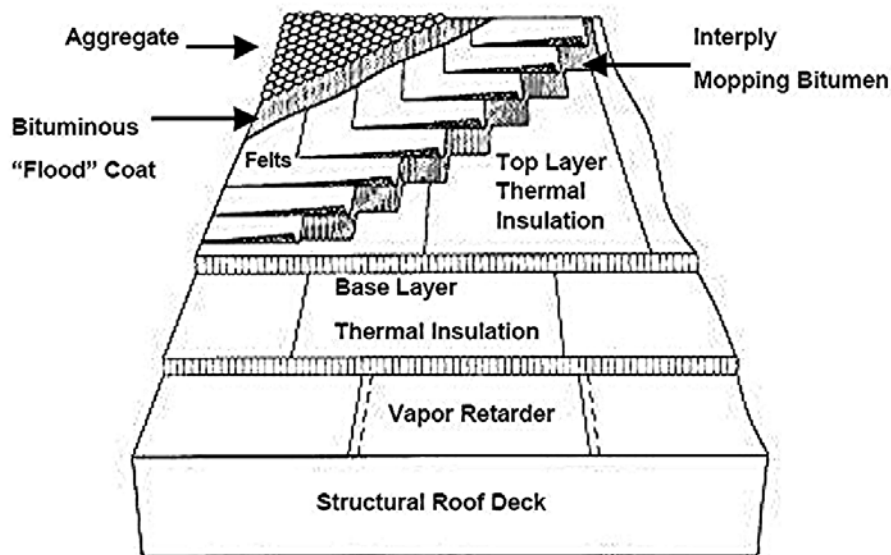 Aggregate
Interply
Mopping Bitumen
Bituminous
“Flood” Coat
Felts
Top Layer
Thermal
Insulation
Base Layer
Thermal Insulation
Vapor Retarder
Structural Roof Deck